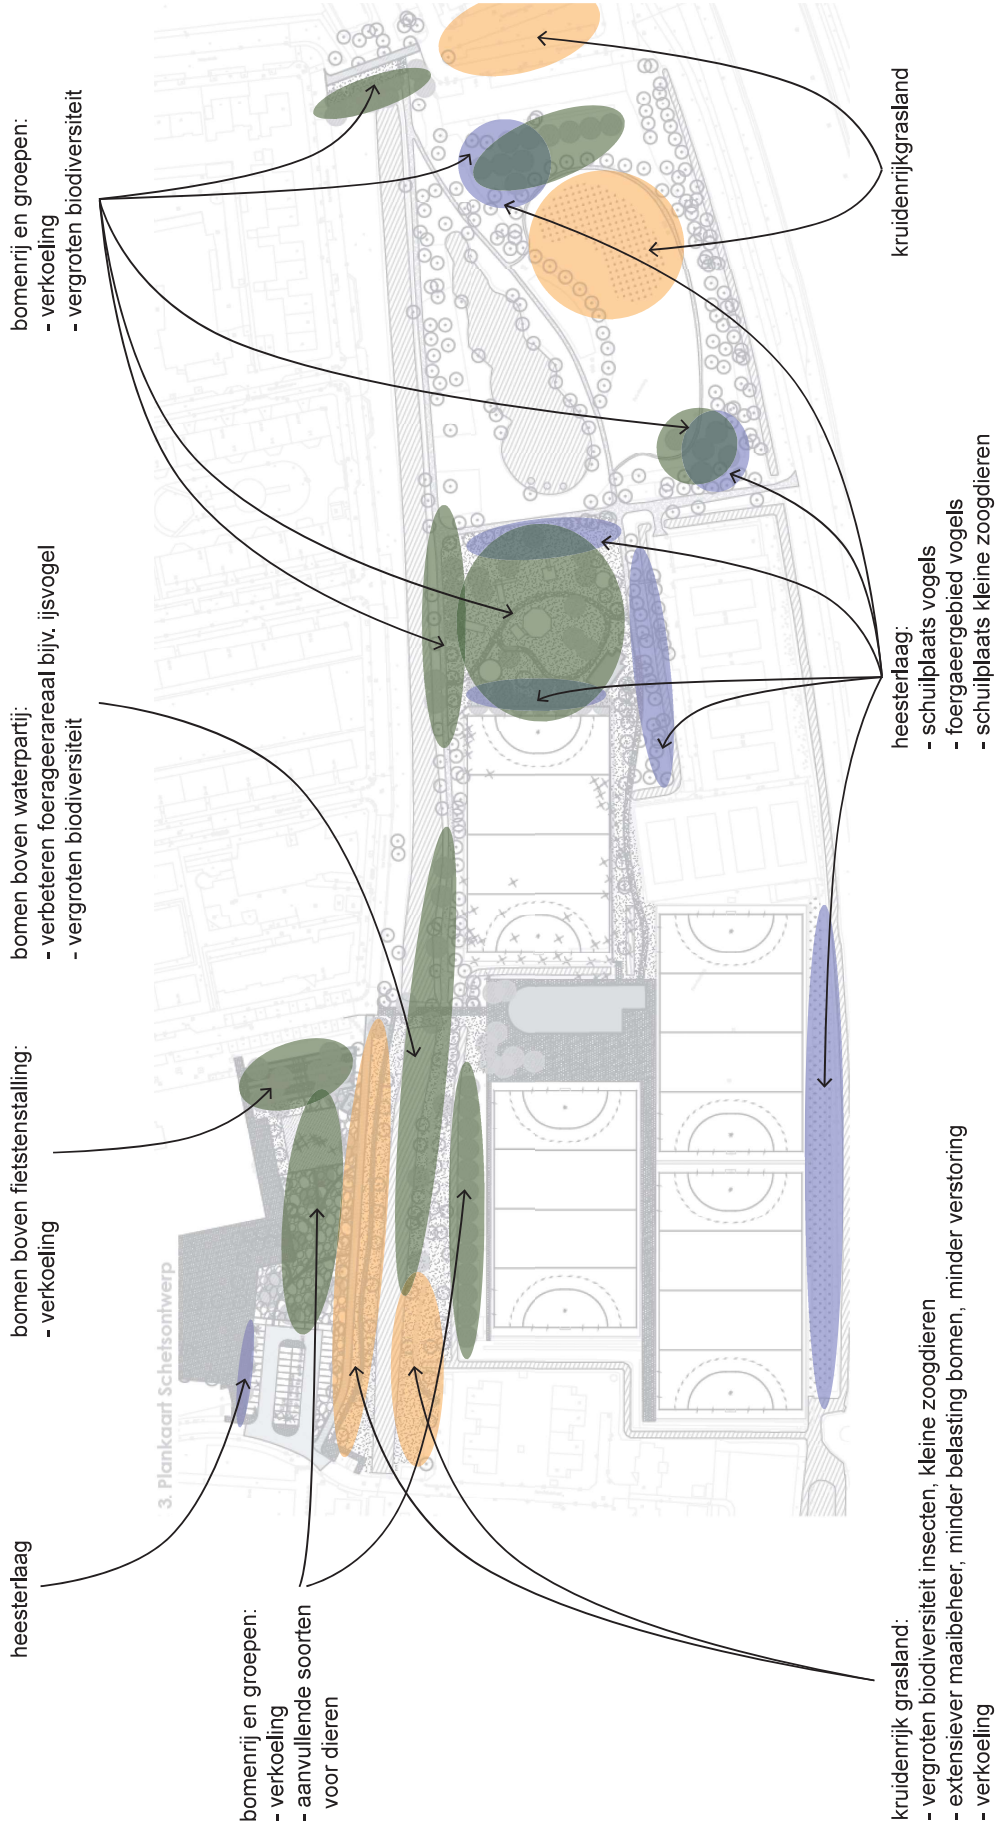 heesterlaag
bomen boven fietstenstalling:
- verkoeling
bomen boven waterpartij:
- verbeteren foerageerareaal bijv. ijsvogel
- vergroten biodiversiteit
bomenrij en groepen:
- verkoeling
- vergroten biodiversiteit
3. Plankaart Schetsontwerp
bomenrij en groepen:
- verkoeling
- aanvullende soorten
voor dieren
kruidenrijk grasland:
- vergroten biodiversiteit insecten, kleine zoogdieren
- extensiever maaibeheer, minder belasting bomen, minder verstoring
- verkoeling
heesterlaag:
- schuilplaats vogels
- foergaeergebied vogels
- schuilplaats kleine zoogdieren
kruidenrijkgrasland